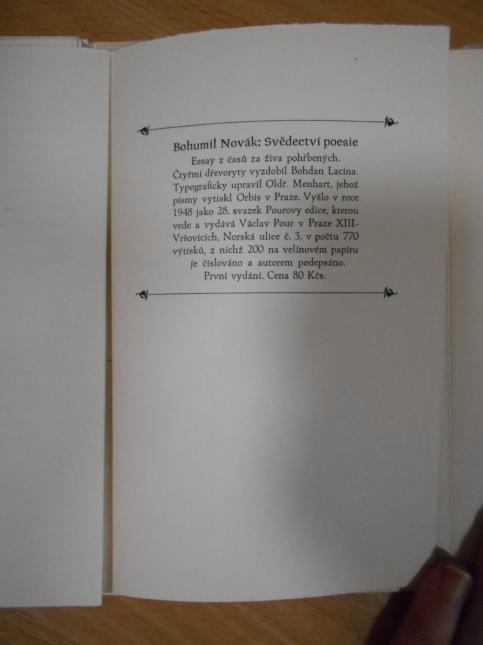 Bohumil Novák: Svědectví poesie
Essay z časů za živa pohřbených.
Čtyřmi dřevoryty vyzdobil Bohdan Lacina.
Typograficky upravil Oldř. Menhart, jehož
písmy vytiskl Orbis v Praze. Vyšlo v roce
1948 jako 28. svazek Pourovy edice, kterou
vede a vydává Václav Pour v Praze XIII-
Vršovicích, Norská ulice č. 3, v počtu 770
výtisků, z nichž 200 na velinovém papíru
je číslováno a autorem podepsáno.
První vydání. Cena 80 Kčs.